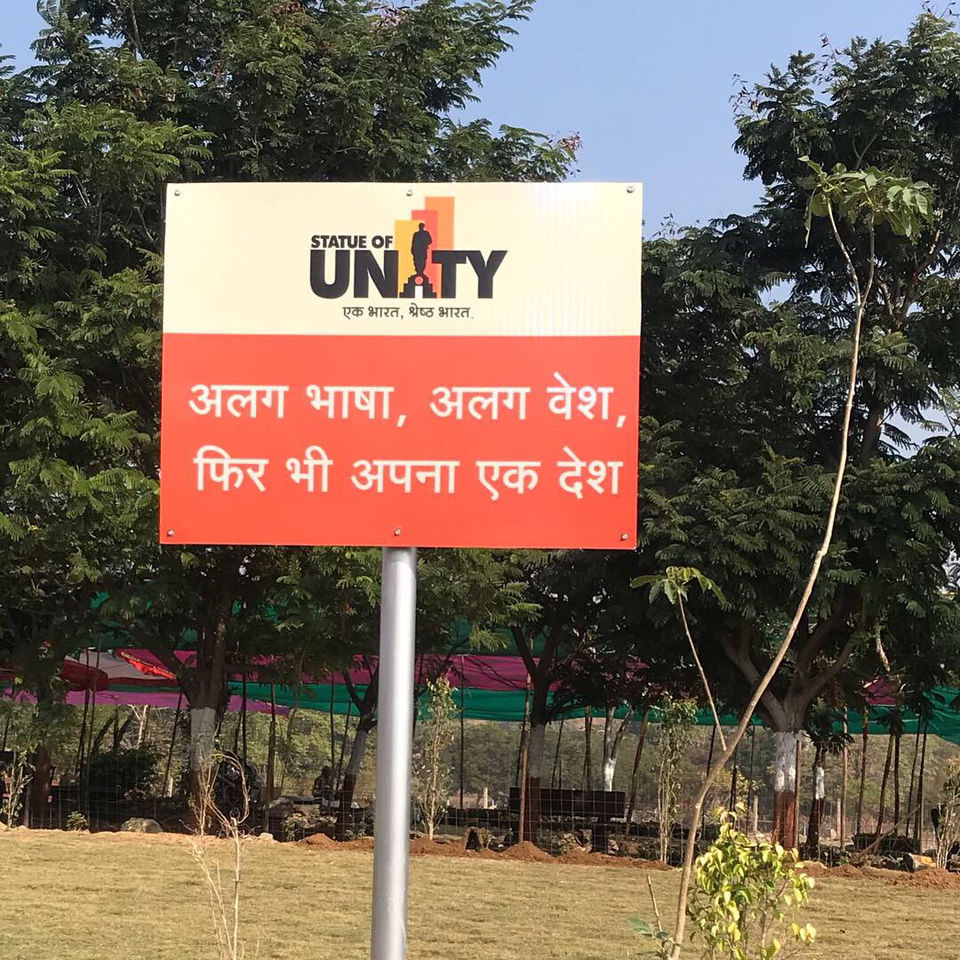 STATUE OF
UNITY
एक भारत, श्रेष्ठ भारत.
अलग भाषा, अलग वेश,
फिर भी अपना एक देश